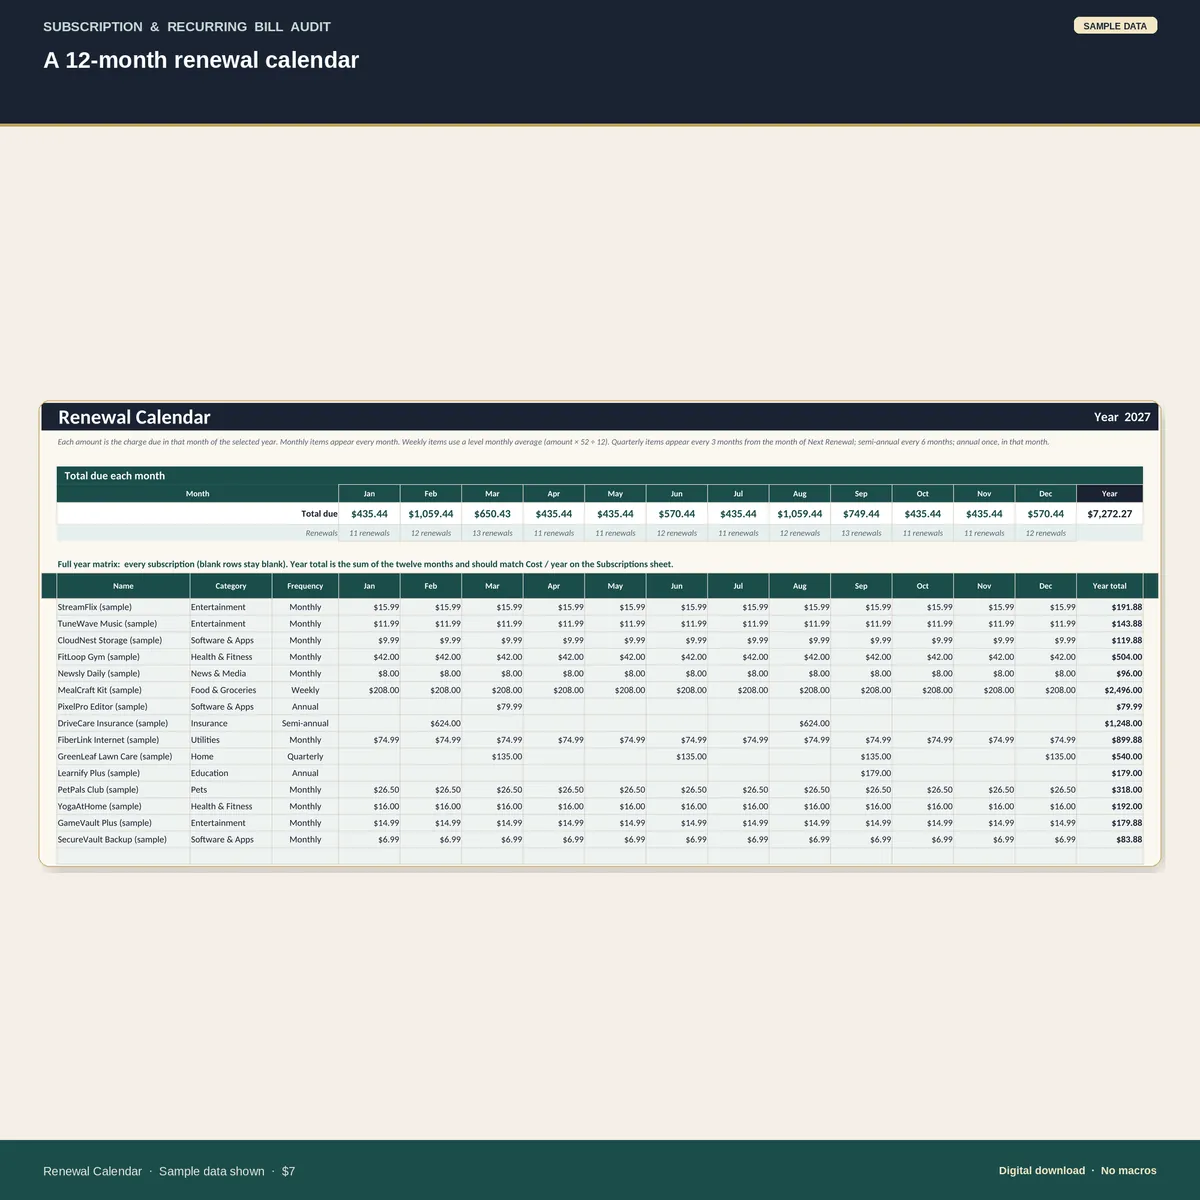 SUBSCRIPTION & RECURRING BILL AUDIT
SAMPLE DATA
A 12-month renewal calendar
Renewal Calendar
Year 2027
Each amount is the charge due in that month of the selected year. Monthly items appear every month. Weekly items use a level monthly average (amount × 52 ÷ 12). Quarterly items appear every 3 months from the month of Next Renewal; semi-annual every 6 months; annual once, in that month.
Total due each month
Month Jan Feb Mar Apr May Jun Jul Aug Sep Oct Nov Dec Year
Total due $435.44 $1,059.44 $650.43 $435.44 $435.44 $570.44 $435.44 $1,059.44 $749.44 $435.44 $435.44 $570.44 $7,272.27
Renewals 11 renewals 12 renewals 13 renewals 11 renewals 11 renewals 12 renewals 11 renewals 12 renewals 13 renewals 11 renewals 11 renewals 12 renewals
Full year matrix: every subscription (blank rows stay blank). Year total is the sum of the twelve months and should match Cost / year on the Subscriptions sheet.
Name Category Frequency Jan Feb Mar Apr May Jun Jul Aug Sep Oct Nov Dec Year total
StreamFlix (sample) Entertainment Monthly $15.99 $15.99 $15.99 $15.99 $15.99 $15.99 $15.99 $15.99 $15.99 $15.99 $15.99 $15.99 $191.88
TuneWave Music (sample) Entertainment Monthly $11.99 $11.99 $11.99 $11.99 $11.99 $11.99 $11.99 $11.99 $11.99 $11.99 $11.99 $11.99 $143.88
CloudNest Storage (sample) Software & Apps Monthly $9.99 $9.99 $9.99 $9.99 $9.99 $9.99 $9.99 $9.99 $9.99 $9.99 $9.99 $9.99 $119.88
FitLoop Gym (sample) Health & Fitness Monthly $42.00 $42.00 $42.00 $42.00 $42.00 $42.00 $42.00 $42.00 $42.00 $42.00 $42.00 $42.00 $504.00
Newsly Daily (sample) News & Media Monthly $8.00 $8.00 $8.00 $8.00 $8.00 $8.00 $8.00 $8.00 $8.00 $8.00 $8.00 $8.00 $96.00
MealCraft Kit (sample) Food & Groceries Weekly $208.00 $208.00 $208.00 $208.00 $208.00 $208.00 $208.00 $208.00 $208.00 $208.00 $208.00 $208.00 $2,496.00
PixelPro Editor (sample) Software & Apps Annual $79.99 $79.99
DriveCare Insurance (sample) Insurance Semi-annual $624.00 $624.00 $1,248.00
FiberLink Internet (sample) Utilities Monthly $74.99 $74.99 $74.99 $74.99 $74.99 $74.99 $74.99 $74.99 $74.99 $74.99 $74.99 $74.99 $899.88
GreenLeaf Lawn Care (sample) Home Quarterly $135.00 $135.00 $135.00 $135.00 $540.00
Learnify Plus (sample) Education Annual $179.00 $179.00
PetPals Club (sample) Pets Monthly $26.50 $26.50 $26.50 $26.50 $26.50 $26.50 $26.50 $26.50 $26.50 $26.50 $26.50 $26.50 $318.00
YogaAtHome (sample) Health & Fitness Monthly $16.00 $16.00 $16.00 $16.00 $16.00 $16.00 $16.00 $16.00 $16.00 $16.00 $16.00 $16.00 $192.00
GameVault Plus (sample) Entertainment Monthly $14.99 $14.99 $14.99 $14.99 $14.99 $14.99 $14.99 $14.99 $14.99 $14.99 $14.99 $14.99 $179.88
SecureVault Backup (sample) Software & Apps Monthly $6.99 $6.99 $6.99 $6.99 $6.99 $6.99 $6.99 $6.99 $6.99 $6.99 $6.99 $6.99 $83.88
Renewal Calendar · Sample data shown · $7
Digital download · No macros